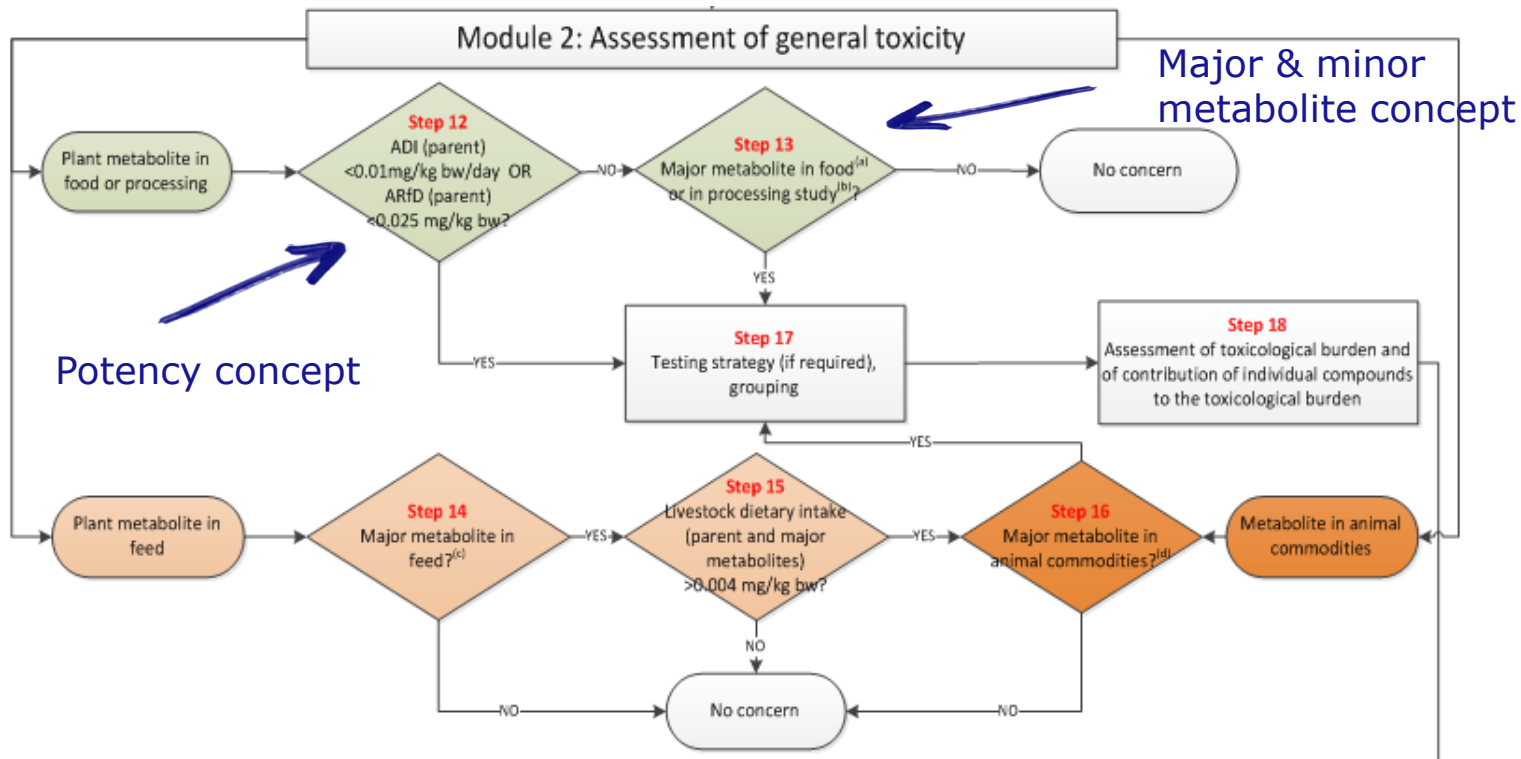 Module 2: Assessment of general toxicity
Major & minor
metabolite concept
Plant metabolite in
food or processing
Step 12
ADI (parent)
<0.01mg/kg bw/day OR
ARfD (parent)
<0.025 mg/kg bw?
NO
Step 13
Major metabolite in food(a)
or in processing study(b)?
NO
No concern
Potency concept
YES
YES
Step 17
Testing strategy (if required),
grouping
Step 18
Assessment of toxicological burden and
of contribution of individual compounds
to the toxicological burden
YES
Plant metabolite in
feed
Step 14
Major metabolite in
feed?(c)
YES
Step 15
Livestock dietary intake
(parent and major
metabolites)
>0.004 mg/kg bw?
YES
Step 16
Major metabolite in
animal commodities?(d)
Metabolite in animal
commodities
NO
NO
No concern
NO